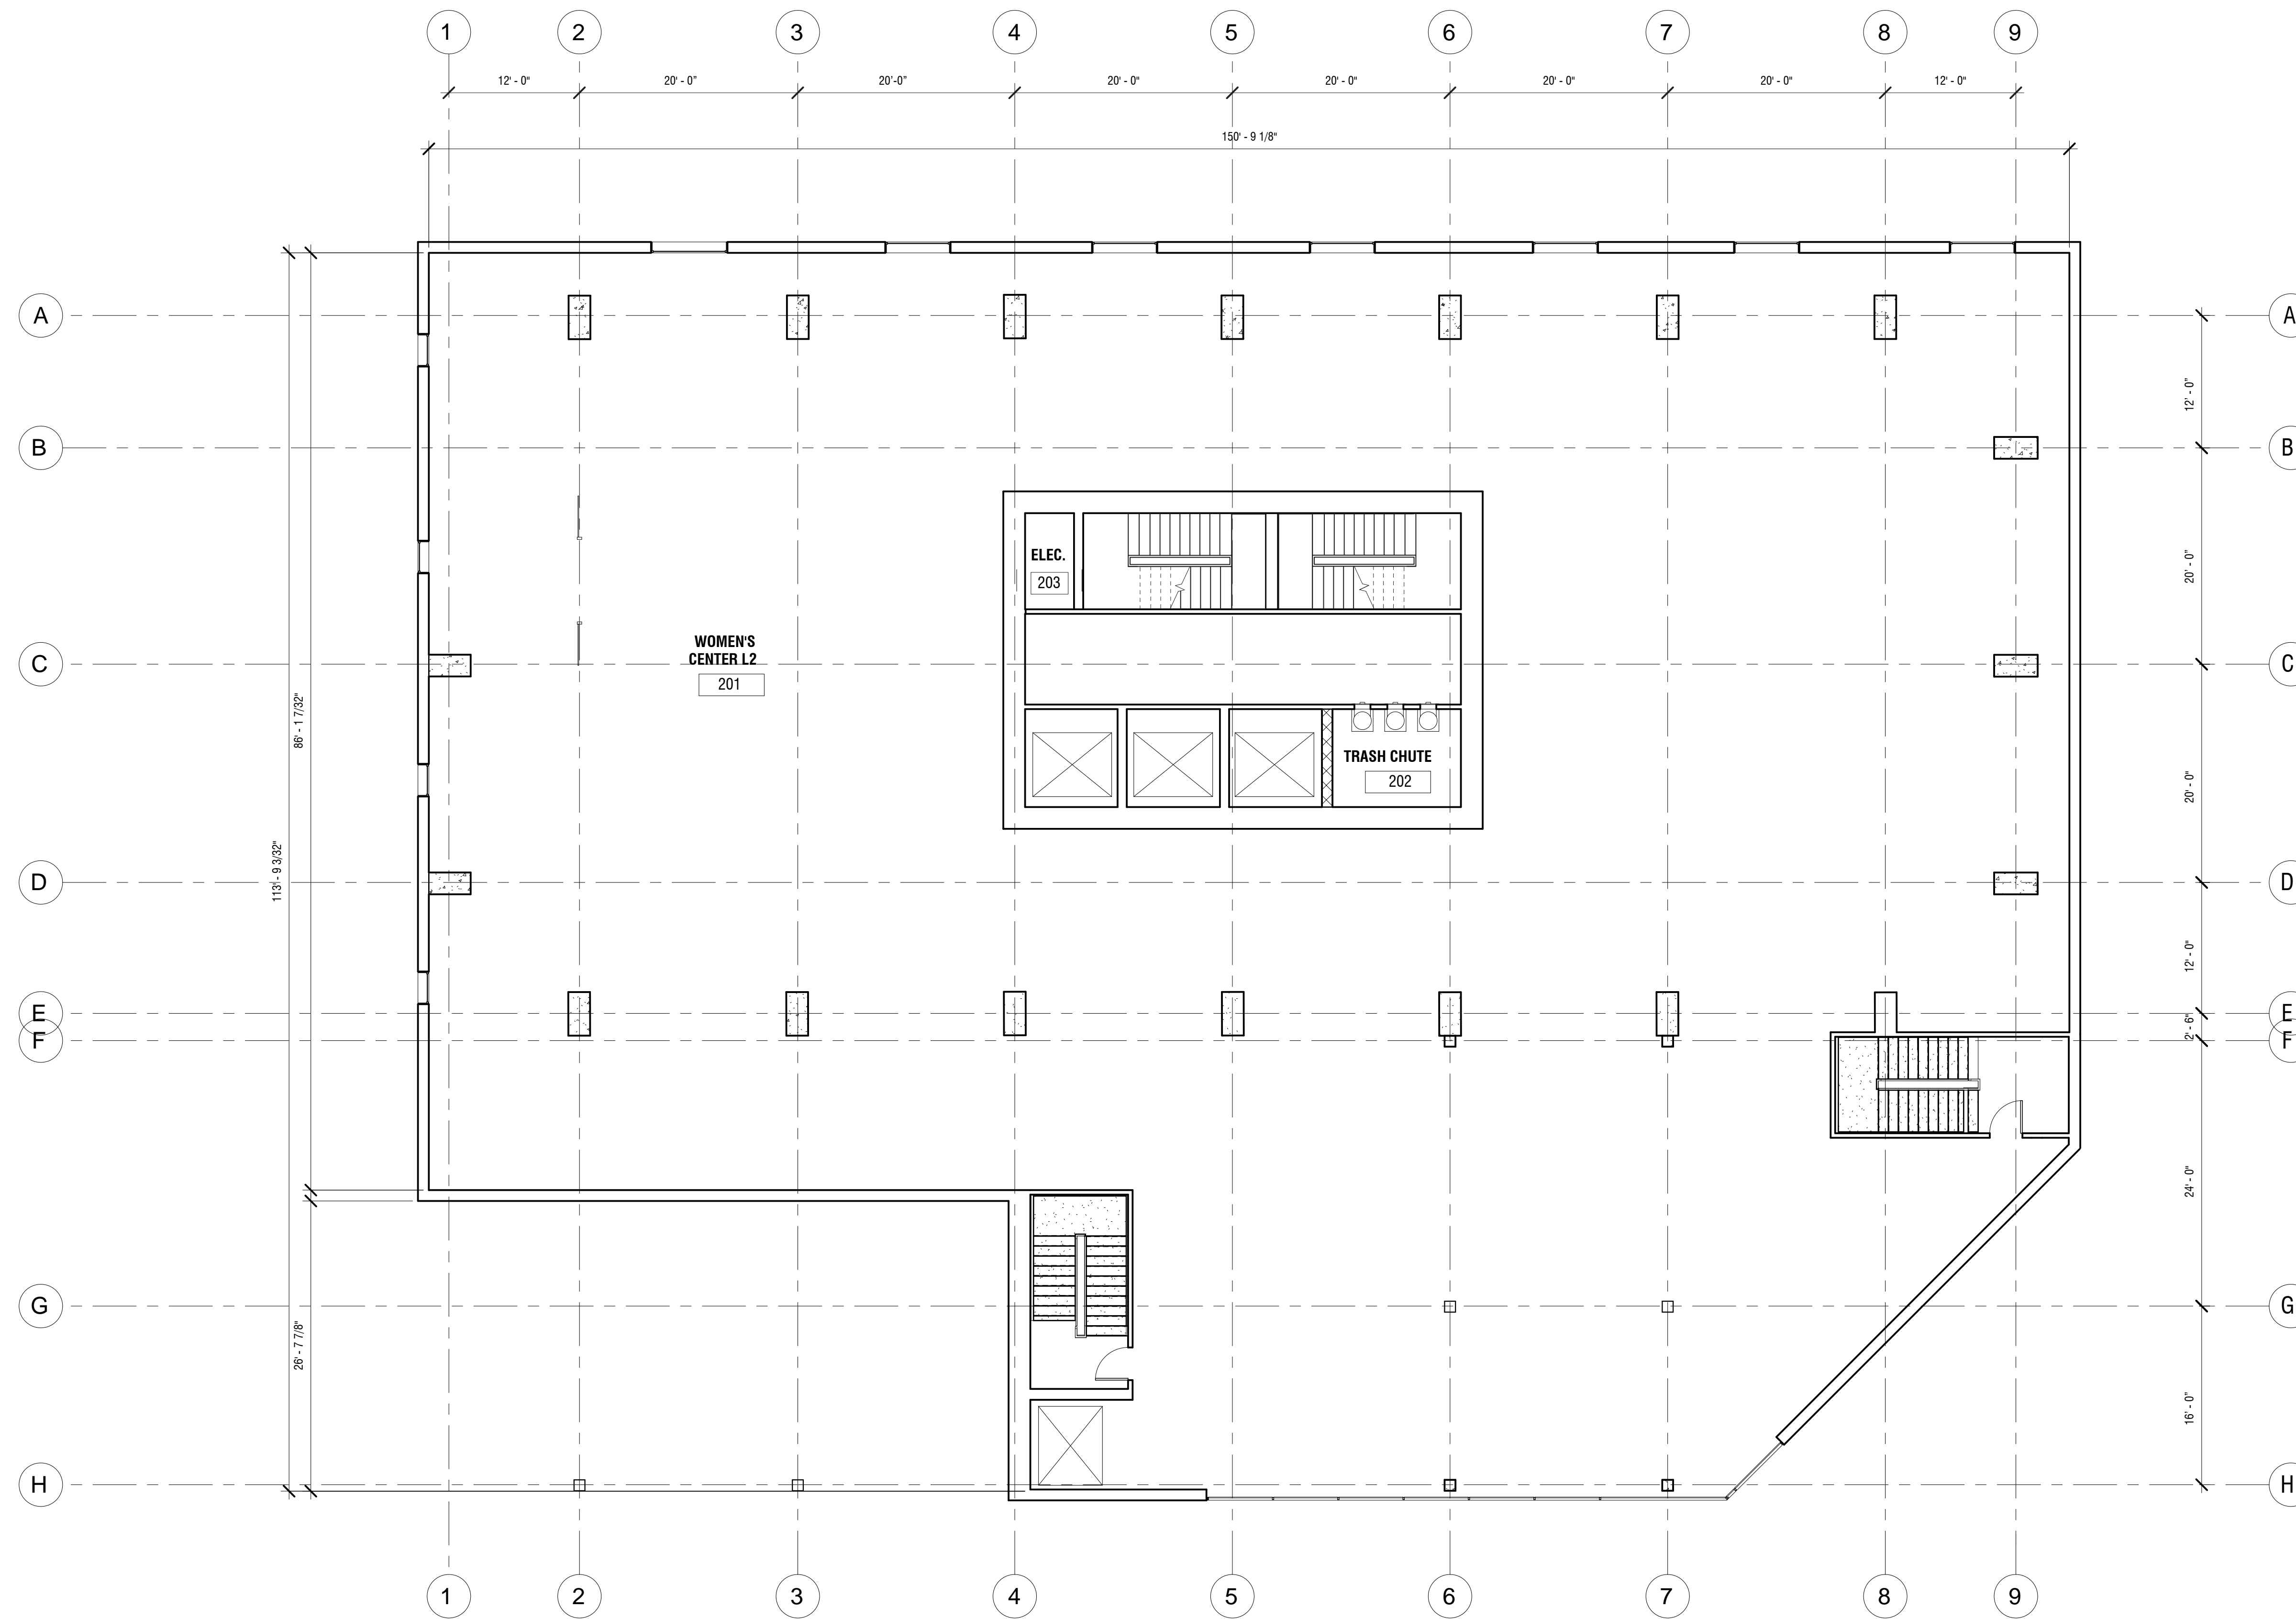 1 2 3 4 5 6 7 8 9
12' - 0" 20' - 0" 20'-0" 20' - 0" 20' - 0" 20' - 0" 20' - 0" 12' - 0"
150' - 9 1/8"
A A
12' - 0"
B B
20' - 0"
ELEC.
203
WOMEN'S
CENTER L2
201
C C
86' - 1 7/32"
TRASH CHUTE
202
20' - 0"
113' - 9 3/32"
D D
12' - 0"
E E
2' - 6"
F F
24' - 0"
G G
26' - 7 7/8"
16' - 0"
H H
1 2 3 4 5 6 7 8 9